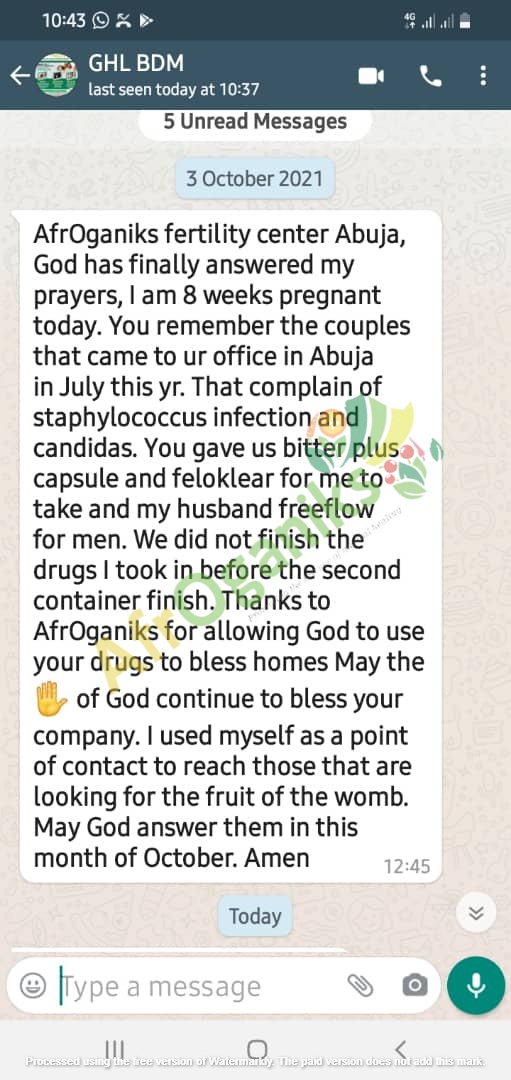 10:43
4G
GHL BDM
last seen today at 10:37
5 Unread Messages
3 October 2021
AfrOganiks fertility center Abuja,
God has finally answered my
prayers, I am 8 weeks pregnant
today. You remember the couples
that came to ur office in Abuja
in July this yr. That complain of
staphylococcus infection and
candidas. You gave us bitter plus
capsule and feloklear for me to
take and my husband freeflow
for men. We did not finish the
drugs I took in before the second
container finish. Thanks to
AfrOganiks for allowing God to use
your drugs to bless homes May the
✋ of God continue to bless your
company. I used myself as a point
of contact to reach those that are
looking for the fruit of the womb.
May God answer them in this
month of October. Amen
12:45
AfrOganiks
healing
Today
Type a message
Processed using the free version of Watermarkly. The paid version does not add this mark.